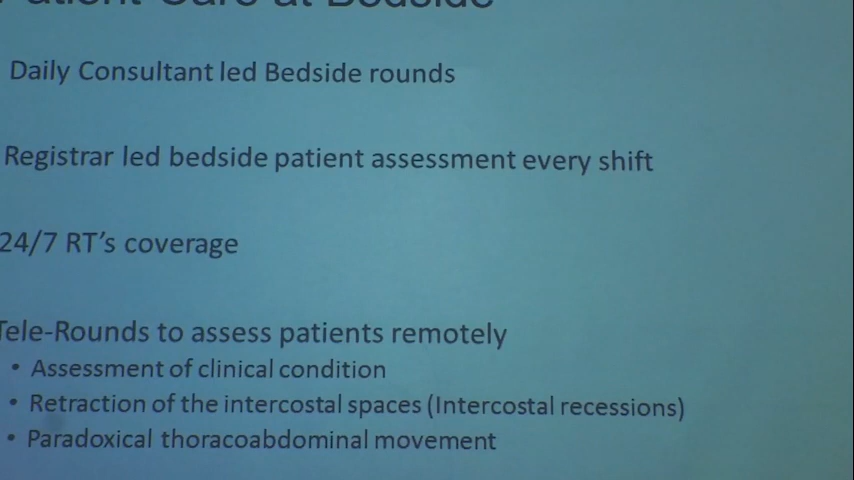 Patient Care at Bedside
Daily Consultant led Bedside rounds
Registrar led bedside patient assessment every shift
24/7 RT's coverage
Tele-Rounds to assess patients remotely
• Assessment of clinical condition
• Retraction of the intercostal spaces (Intercostal recessions)
• Paradoxical thoracoabdominal movement